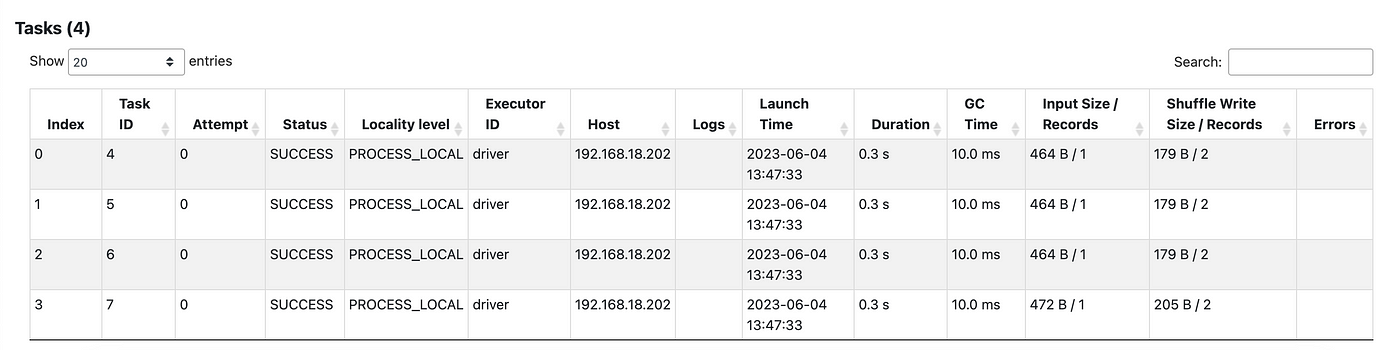 Tasks (4)
Show 20 entries Search:
Index Task ID Attempt Status Locality level Executor ID Host Logs Launch Time Duration GC Time Input Size / Records Shuffle Write Size / Records Errors
0 4 0 SUCCESS PROCESS_LOCAL driver 192.168.18.202 2023-06-04 13:47:33 0.3 s 10.0 ms 464 B / 1 179 B / 2
1 5 0 SUCCESS PROCESS_LOCAL driver 192.168.18.202 2023-06-04 13:47:33 0.3 s 10.0 ms 464 B / 1 179 B / 2
2 6 0 SUCCESS PROCESS_LOCAL driver 192.168.18.202 2023-06-04 13:47:33 0.3 s 10.0 ms 464 B / 1 179 B / 2
3 7 0 SUCCESS PROCESS_LOCAL driver 192.168.18.202 2023-06-04 13:47:33 0.3 s 10.0 ms 472 B / 1 205 B / 2